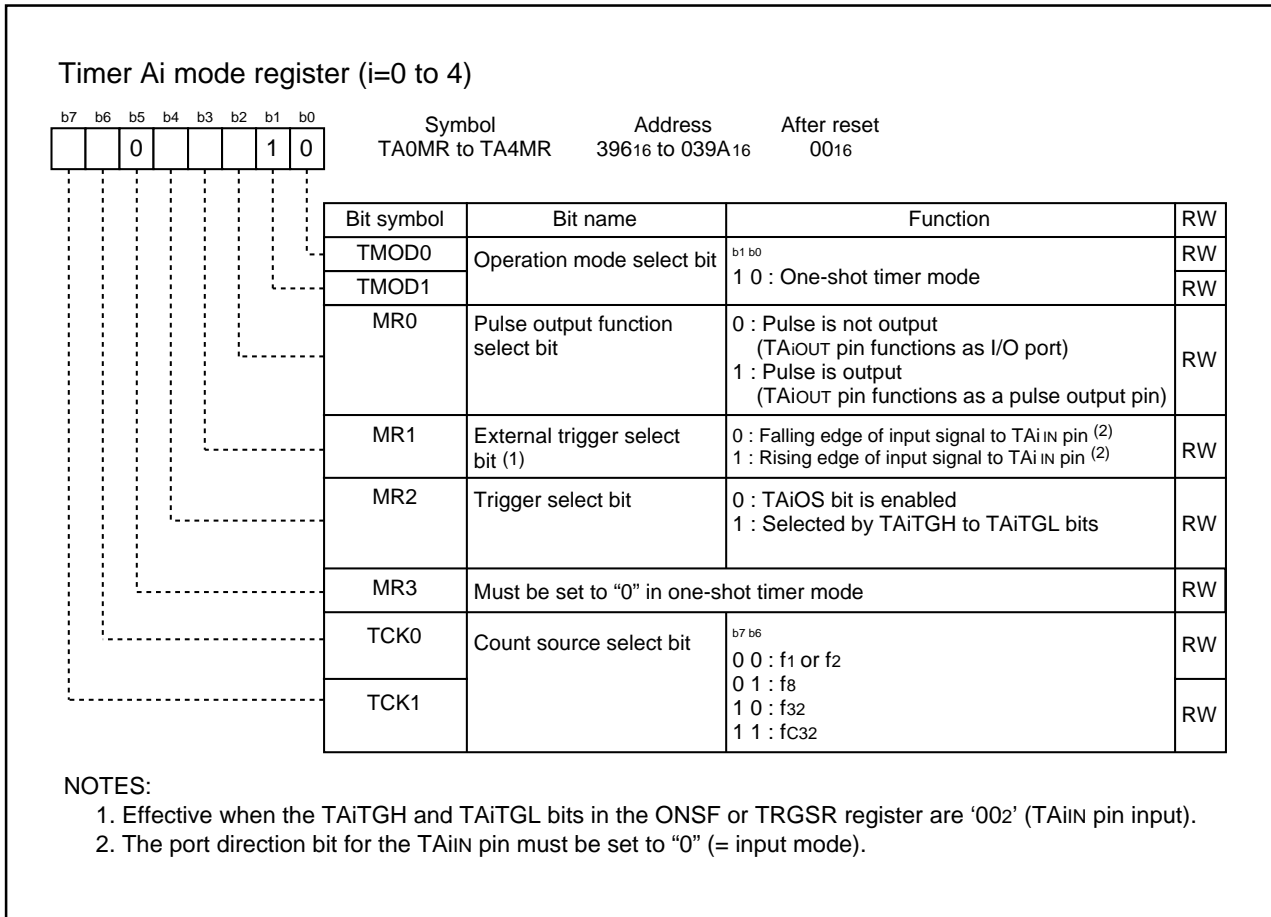 Timer Ai mode register (i=0 to 4)
b7 b6 b5 b4 b3 b2 b1 b0
0 1 0
Symbol Address After reset
TA0MR to TA4MR 39616 to 039A16 0016
Bit symbol Bit name Function RW
TMOD0 Operation mode select bit b1 b0 RW
TMOD1 1 0 : One-shot timer mode RW
MR0 Pulse output function select bit 0 : Pulse is not output
(TAiOUT pin functions as I/O port)
1 : Pulse is output
(TAiOUT pin functions as a pulse output pin) RW
MR1 External trigger select bit (1) 0 : Falling edge of input signal to TAiIN pin (2)
1 : Rising edge of input signal to TAiIN pin (2) RW
MR2 Trigger select bit 0 : TAiOS bit is enabled
1 : Selected by TAiTGH to TAiTGL bits RW
MR3 Must be set to “0” in one-shot timer mode RW
TCK0 Count source select bit b7 b6 RW
0 0 : f1 or f2
0 1 : f8
TCK1 1 0 : f32 RW
1 1 : fC32
NOTES:
1. Effective when the TAiTGH and TAiTGL bits in the ONSF or TRGSR register are ‘002’ (TAiIN pin input).
2. The port direction bit for the TAiIN pin must be set to “0” (= input mode).